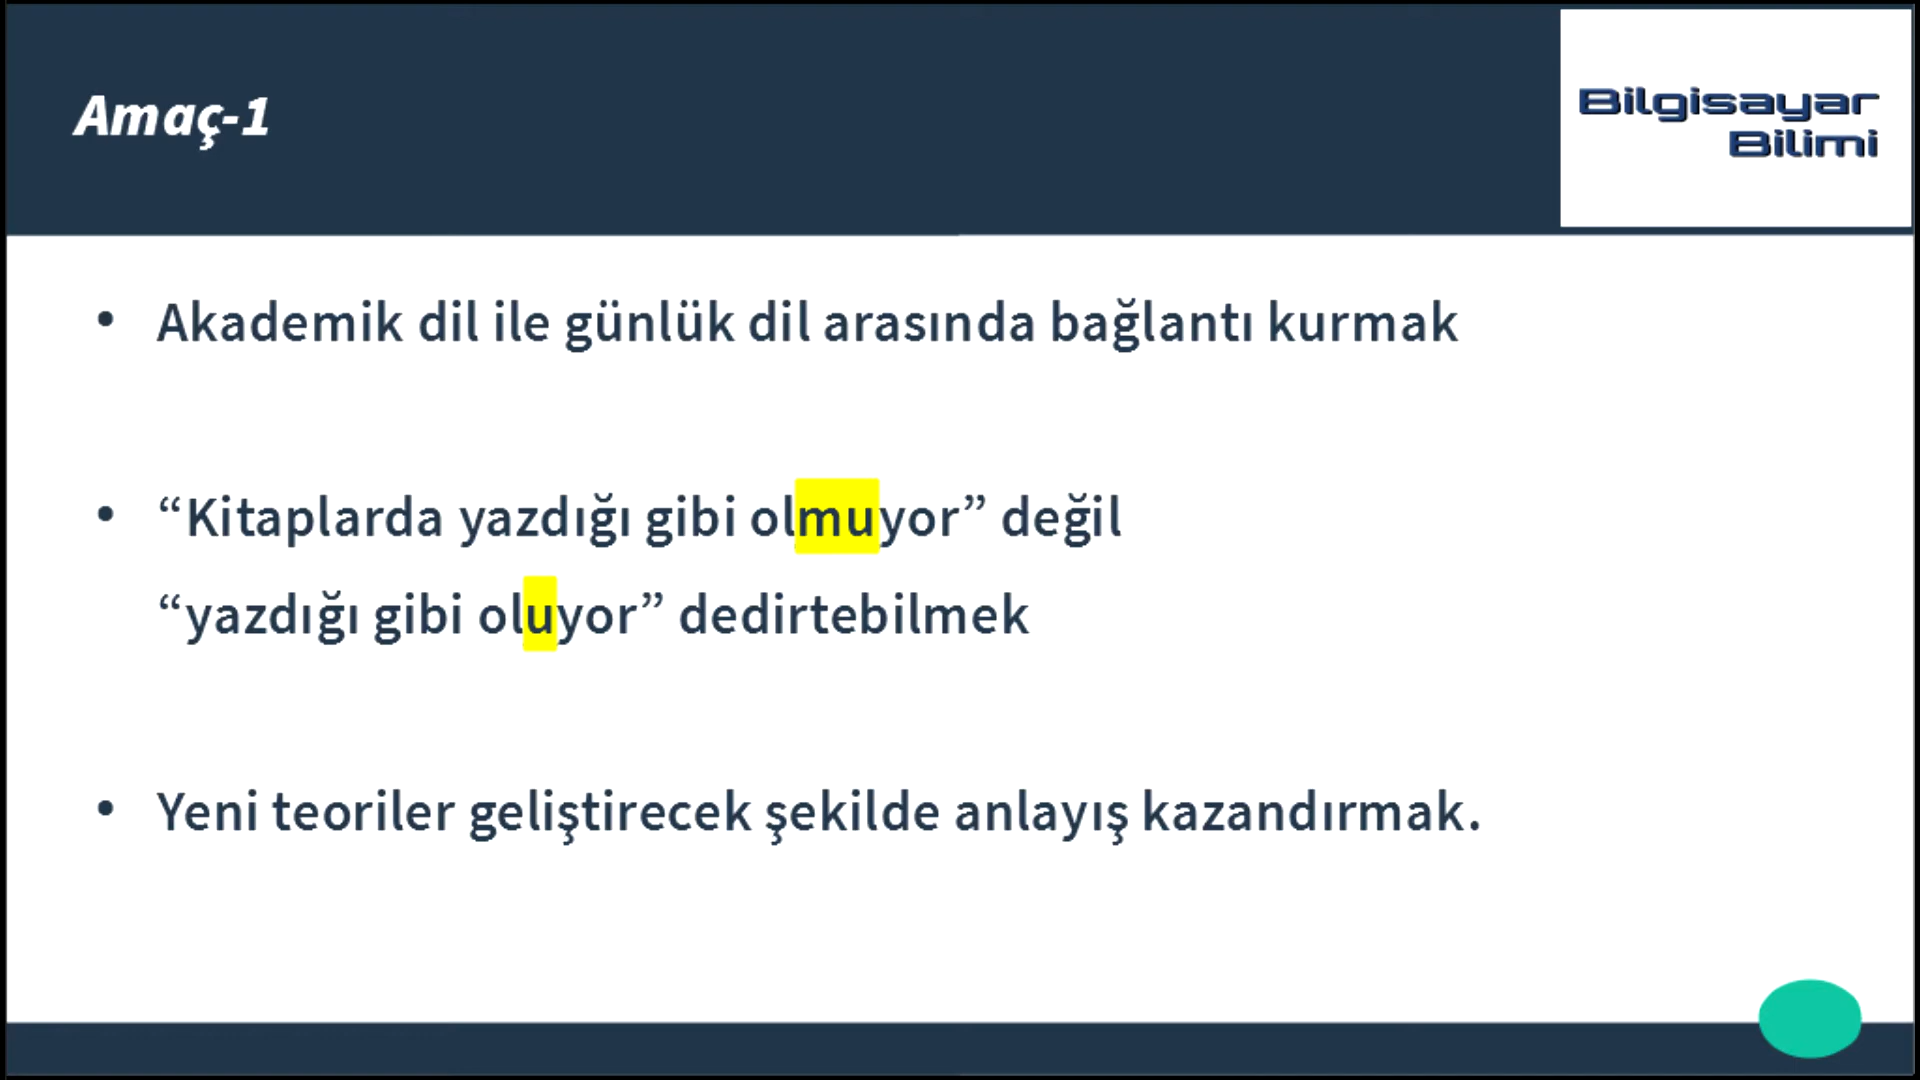 Amaç-1
Bilgisayar
Bilimi
• Akademik dil ile günlük dil arasında bağlantı kurmak
• “Kitaplarda yazdığı gibi olmuyor” değil
“yazdığı gibi oluyor” dedirtebilmek
• Yeni teoriler geliştirecek şekilde anlayış kazandırmak.